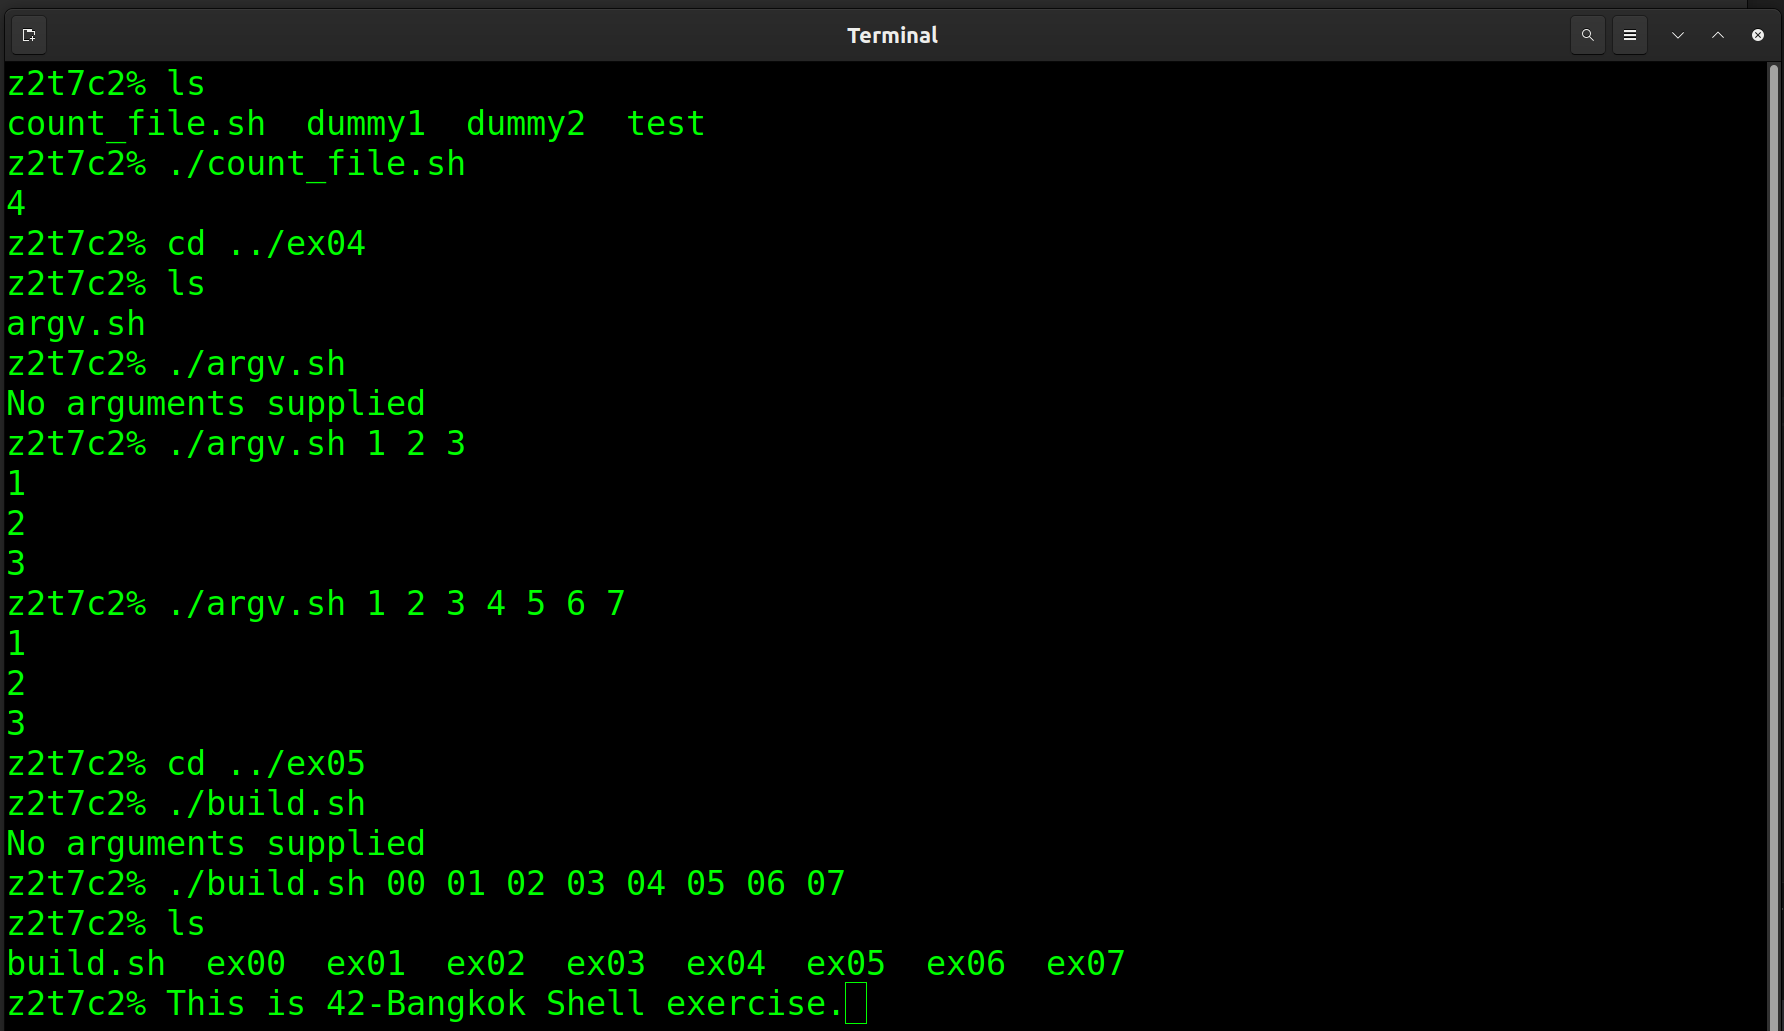 Terminal
z2t7c2% ls
count_file.sh  dummy1  dummy2  test
z2t7c2% ./count_file.sh
4
z2t7c2% cd ../ex04
z2t7c2% ls
argv.sh
z2t7c2% ./argv.sh
No arguments supplied
z2t7c2% ./argv.sh 1 2 3
1
2
3
z2t7c2% ./argv.sh 1 2 3 4 5 6 7
1
2
3
z2t7c2% cd ../ex05
z2t7c2% ./build.sh
No arguments supplied
z2t7c2% ./build.sh 00 01 02 03 04 05 06 07
z2t7c2% ls
build.sh  ex00  ex01  ex02  ex03  ex04  ex05  ex06  ex07
z2t7c2% This is 42-Bangkok Shell exercise.